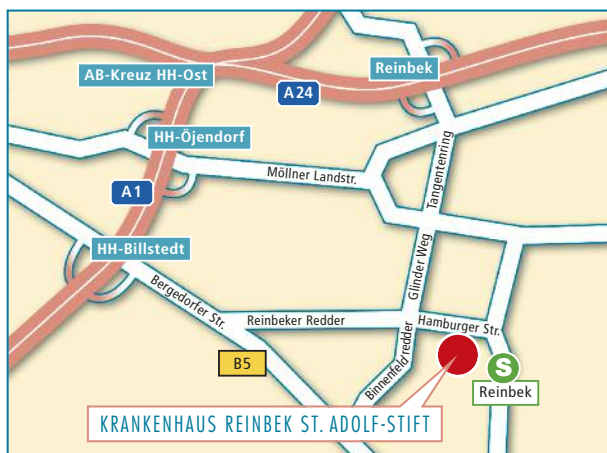 AB-Kreuz HH-Ost
Reinbek
A24
HH-Öjendorf
Möllner Landstr.
Tangentenring
A1
HH-Billstedt
Glinder Weg
Bergedorfer Str.
Reinbeker Redder
Hamburger Str.
B5
Binnenfeldredder
S
Reinbek
KRANKENHAUS REINBEK ST. ADOLF-STIFT